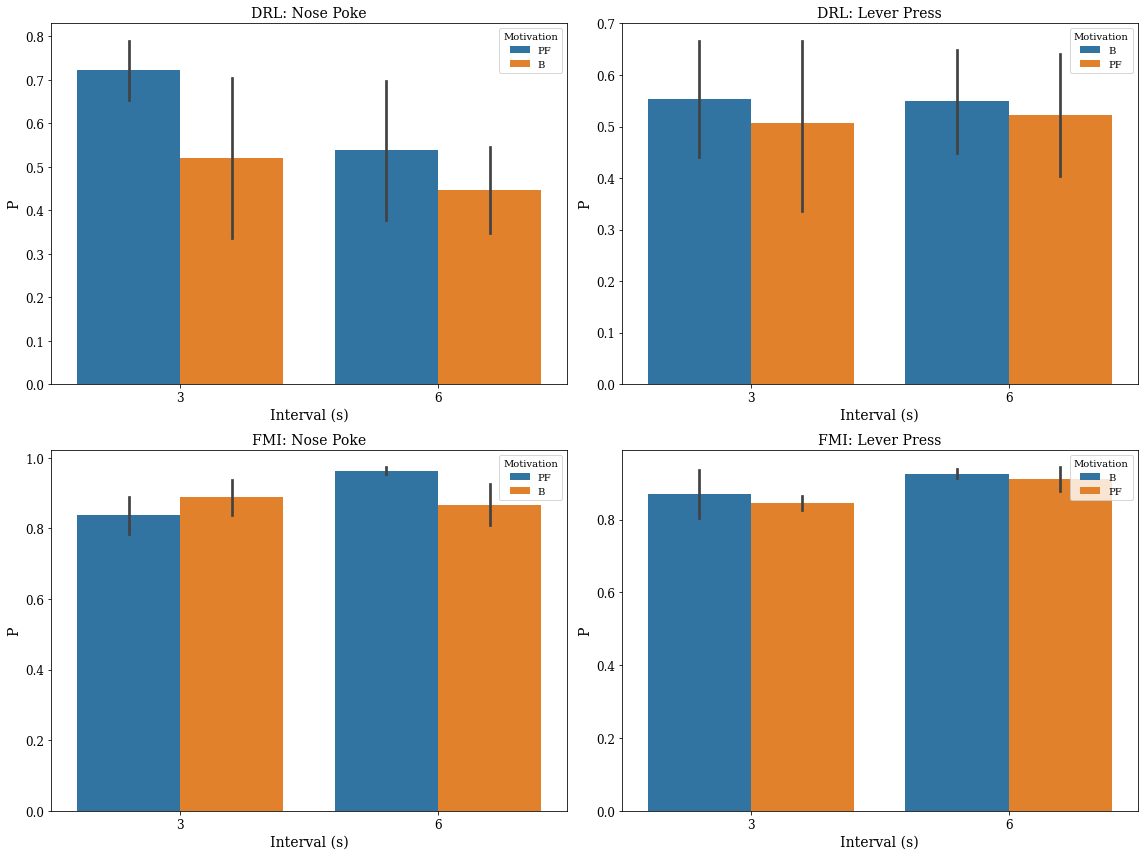 DRL: Nose Poke
0.8
0.7
0.6
0.5
0.4
0.3
0.2
0.1
0.0
P
Motivation
PF
B
3
6
Interval (s)
DRL: Lever Press
0.7
0.6
0.5
0.4
0.3
0.2
0.1
0.0
P
Motivation
B
PF
3
6
Interval (s)
FMI: Nose Poke
1.0
0.8
0.6
0.4
0.2
0.0
P
Motivation
PF
B
3
6
Interval (s)
FMI: Lever Press
0.8
0.6
0.4
0.2
0.0
P
Motivation
B
PF
3
6
Interval (s)